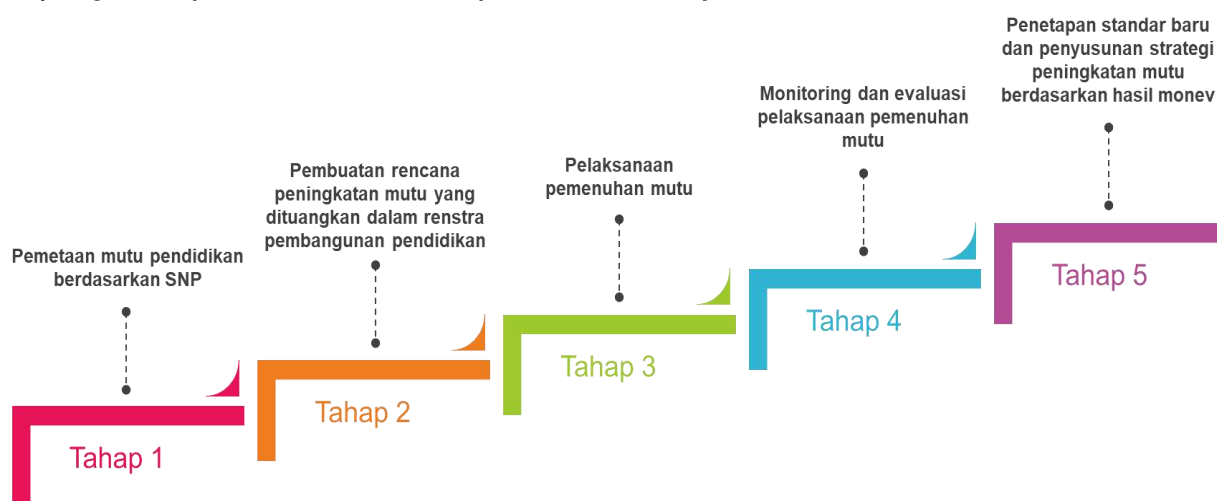 Pemetaan mutu pendidikan
berdasarkan SNP
Tahap 1
Pembuatan rencana
peningkatan mutu yang
dituangkan dalam renstra
pembangunan pendidikan
Tahap 2
Pelaksanaan
pemenuhan mutu
Tahap 3
Monitoring dan evaluasi
pelaksanaan pemenuhan
mutu
Tahap 4
Penetapan standar baru
dan penyusunan strategi
peningkatan mutu
berdasarkan hasil monev
Tahap 5